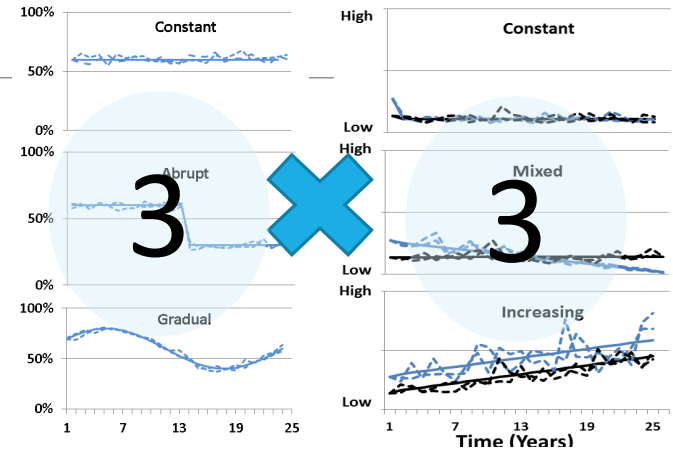 100%
Constant
50%
0%
100%
Abrupt
50%
3
0%
100%
Gradual
50%
0%
1 7 13 19 25
High
Constant
Low
High
Mixed
3
Low
High
Increasing
Low
1 7 13 19 25
Time (Years)